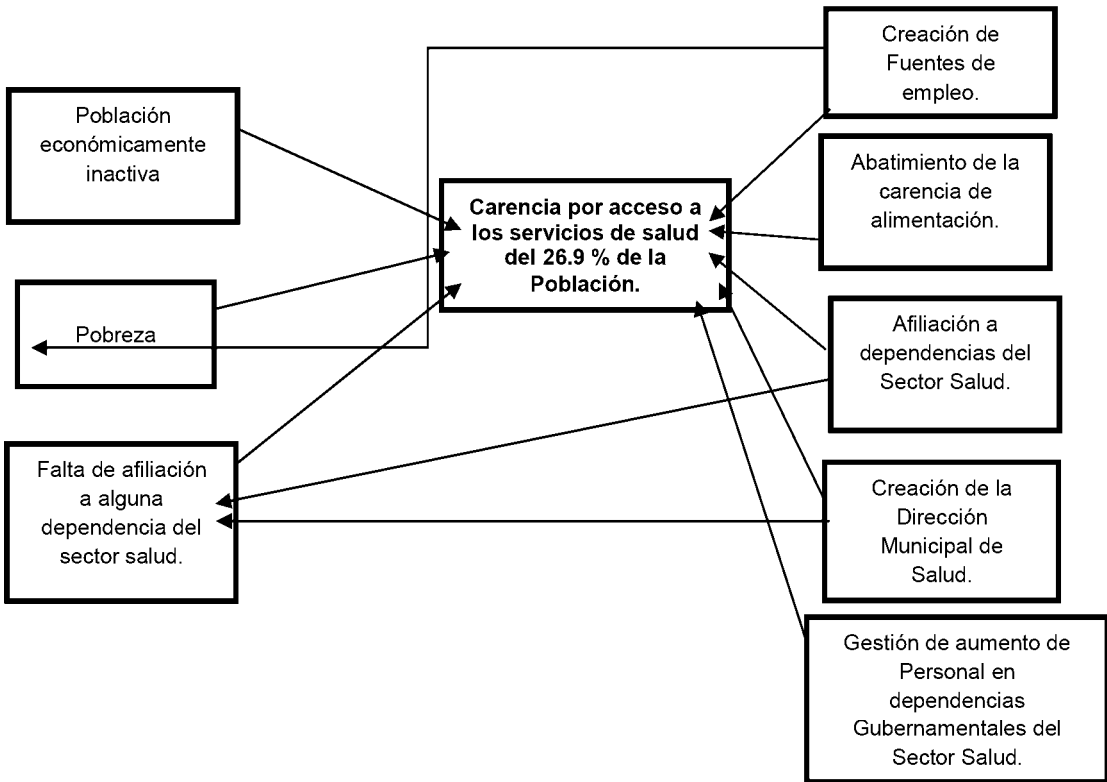 Población
económicamente
inactiva
Pobreza
Falta de afiliación
a alguna
dependencia del
sector salud.
Carencia por acceso a
los servicios de salud
del 26.9 % de la
Población.
Creación de
Fuentes de
empleo.
Abatimiento de la
carencia de
alimentación.
Afiliación a
dependencias del
Sector Salud.
Creación de la
Dirección
Municipal de
Salud.
Gestión de aumento de
Personal en
dependencias
Gubernamentales del
Sector Salud.